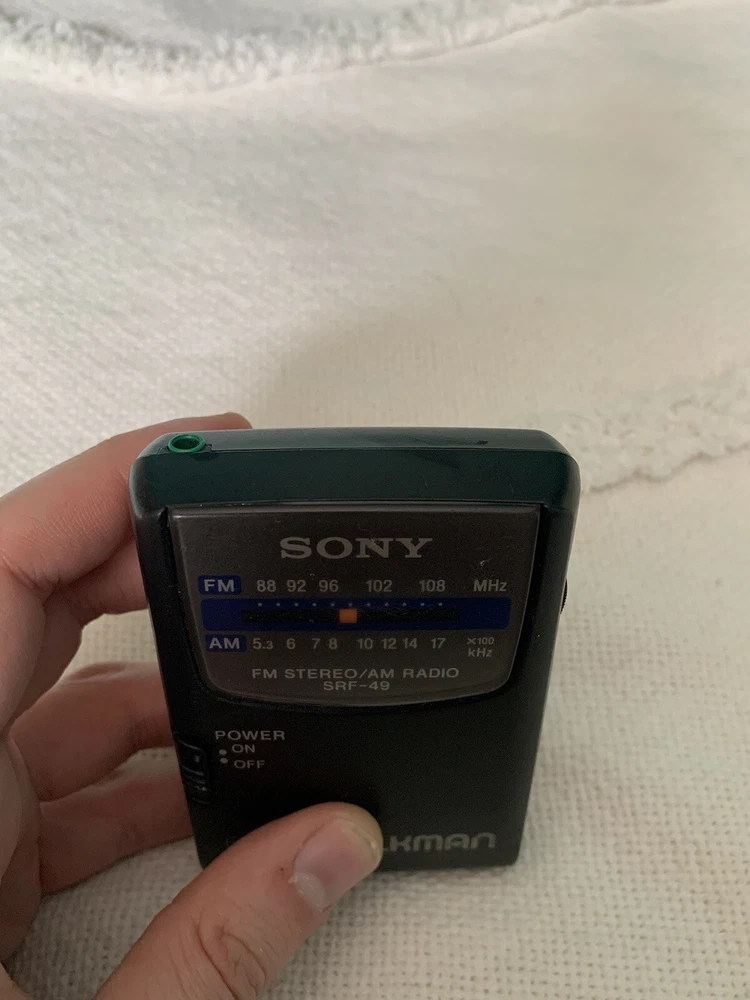 SONY
FM 88 92 96 102 108 MHz
AM 5.3 6 7 8 10 12 14 17 ×100 kHz
FM STEREO/AM RADIO
SRF-49
POWER
ON
OFF
LKMAN